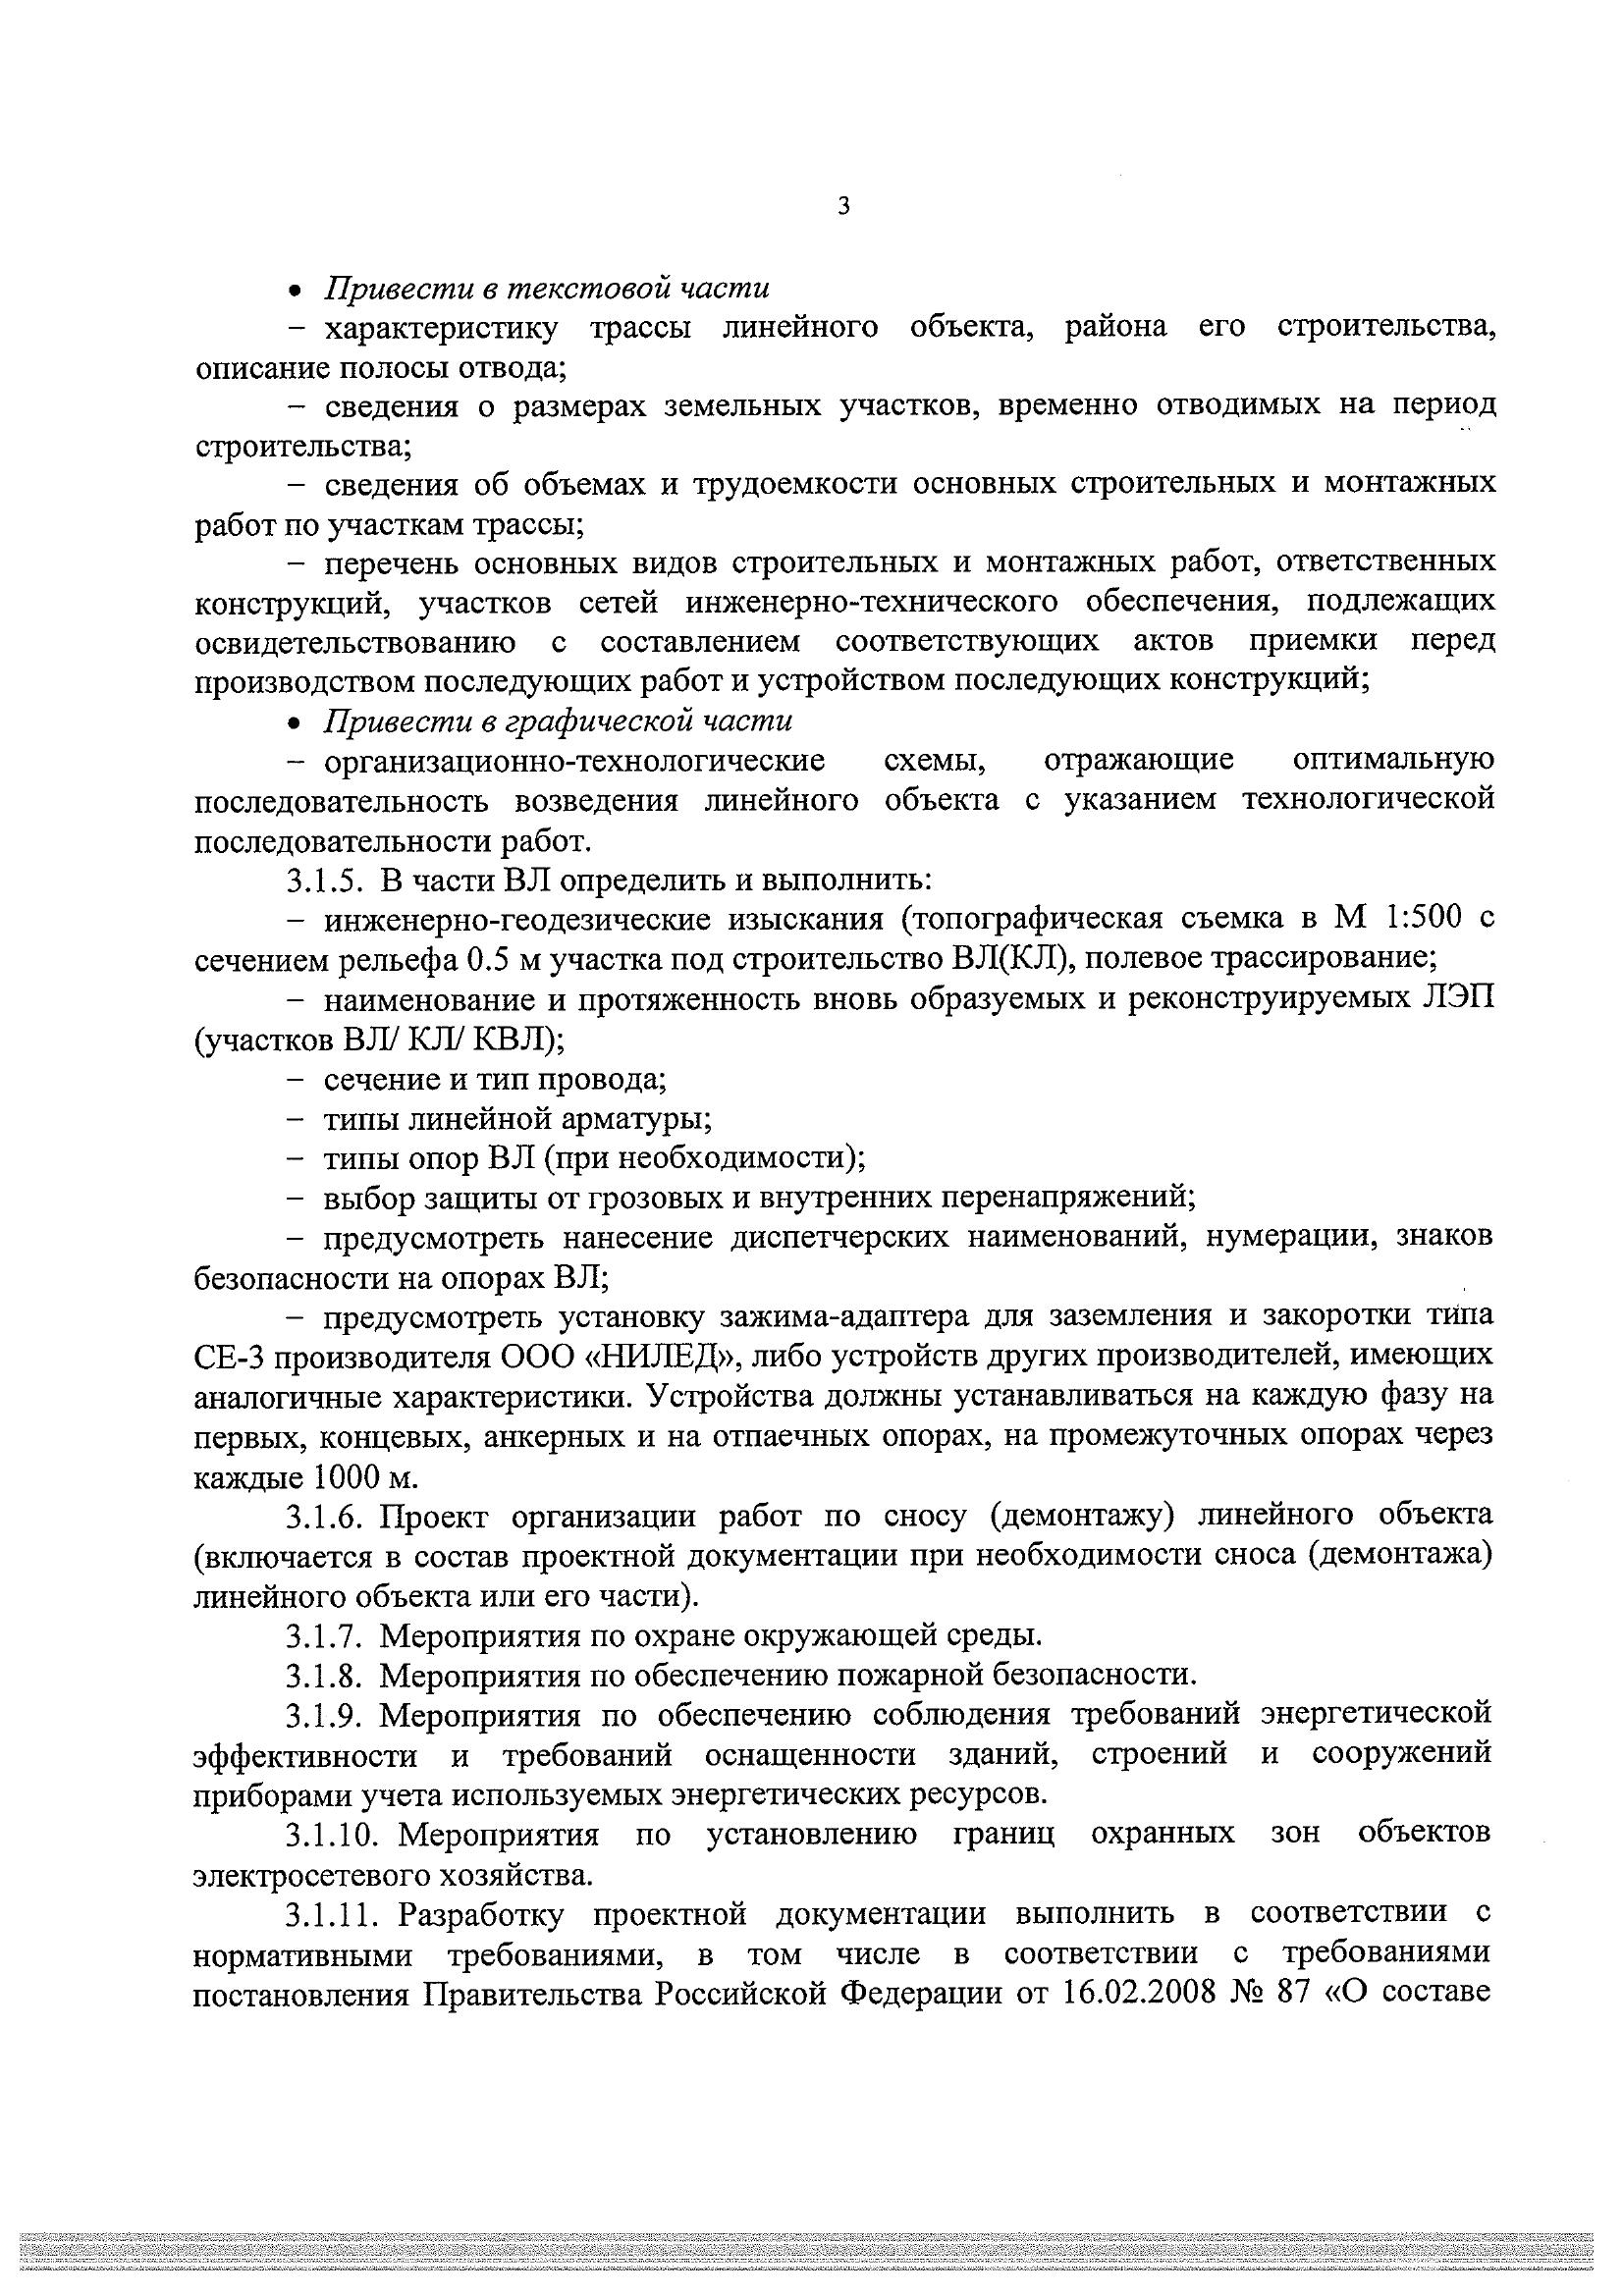 3
• Привести в текстовой части
− характеристику трассы линейного объекта, района его строительства,
описание полосы отвода;
− сведения о размерах земельных участков, временно отводимых на период
строительства;
− сведения об объемах и трудоемкости основных строительных и монтажных
работ по участкам трассы;
− перечень основных видов строительных и монтажных работ, ответственных
конструкций, участков сетей инженерно-технического обеспечения, подлежащих
освидетельствованию с составлением соответствующих актов приемки перед
производством последующих работ и устройством последующих конструкций;
• Привести в графической части
− организационно-технологические схемы, отражающие оптимальную
последовательность возведения линейного объекта с указанием технологической
последовательности работ.
3.1.5. В части ВЛ определить и выполнить:
− инженерно-геодезические изыскания (топографическая съемка в М 1:500 с
сечением рельефа 0.5 м участка под строительство ВЛ(КЛ), полевое трассирование;
− наименование и протяженность вновь образуемых и реконструируемых ЛЭП
(участков ВЛ/ КЛ/ КВЛ);
− сечение и тип провода;
− типы линейной арматуры;
− типы опор ВЛ (при необходимости);
− выбор защиты от грозовых и внутренних перенапряжений;
− предусмотреть нанесение диспетчерских наименований, нумерации, знаков
безопасности на опорах ВЛ;
− предусмотреть установку зажима-адаптера для заземления и закоротки типа
СЕ-3 производителя ООО «НИЛЕД», либо устройств других производителей, имеющих
аналогичные характеристики. Устройства должны устанавливаться на каждую фазу на
первых, концевых, анкерных и на отпаечных опорах, на промежуточных опорах через
каждые 1000 м.
3.1.6. Проект организации работ по сносу (демонтажу) линейного объекта
(включается в состав проектной документации при необходимости сноса (демонтажа)
линейного объекта или его части).
3.1.7. Мероприятия по охране окружающей среды.
3.1.8. Мероприятия по обеспечению пожарной безопасности.
3.1.9. Мероприятия по обеспечению соблюдения требований энергетической
эффективности и требований оснащенности зданий, строений и сооружений
приборами учета используемых энергетических ресурсов.
3.1.10. Мероприятия по установлению границ охранных зон объектов
электросетевого хозяйства.
3.1.11. Разработку проектной документации выполнить в соответствии с
нормативными требованиями, в том числе в соответствии с требованиями
постановления Правительства Российской Федерации от 16.02.2008 № 87 «О составе